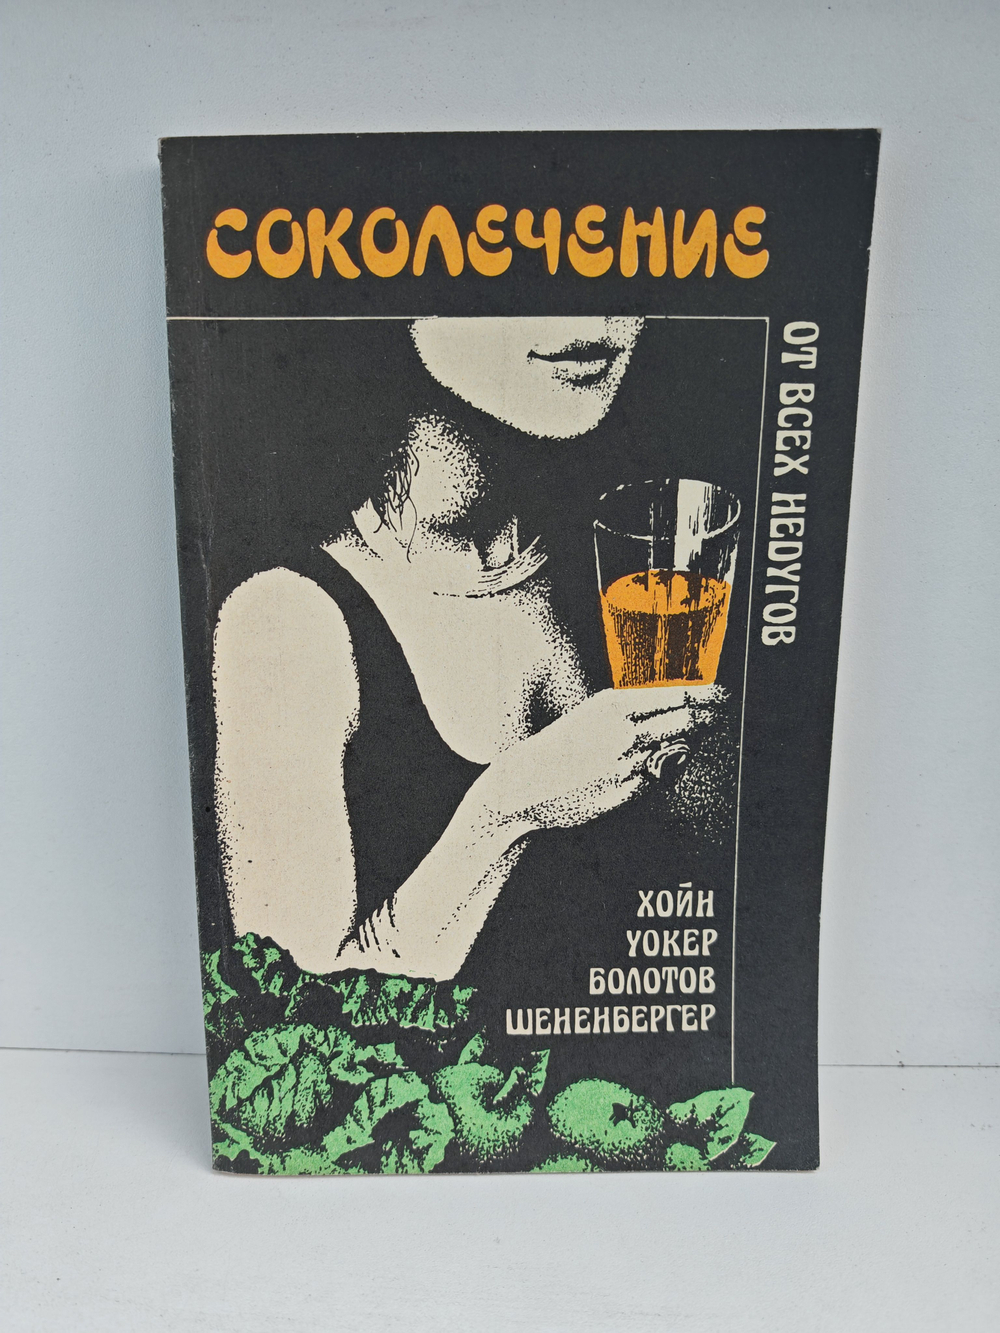 СОКОЛЕЧЕНИЕ
ОТ ВСЕХ НЕДУГОВ
ХОЙН
УОКЕР
БОЛОТОВ
ШЕНЕНБЕРГЕР